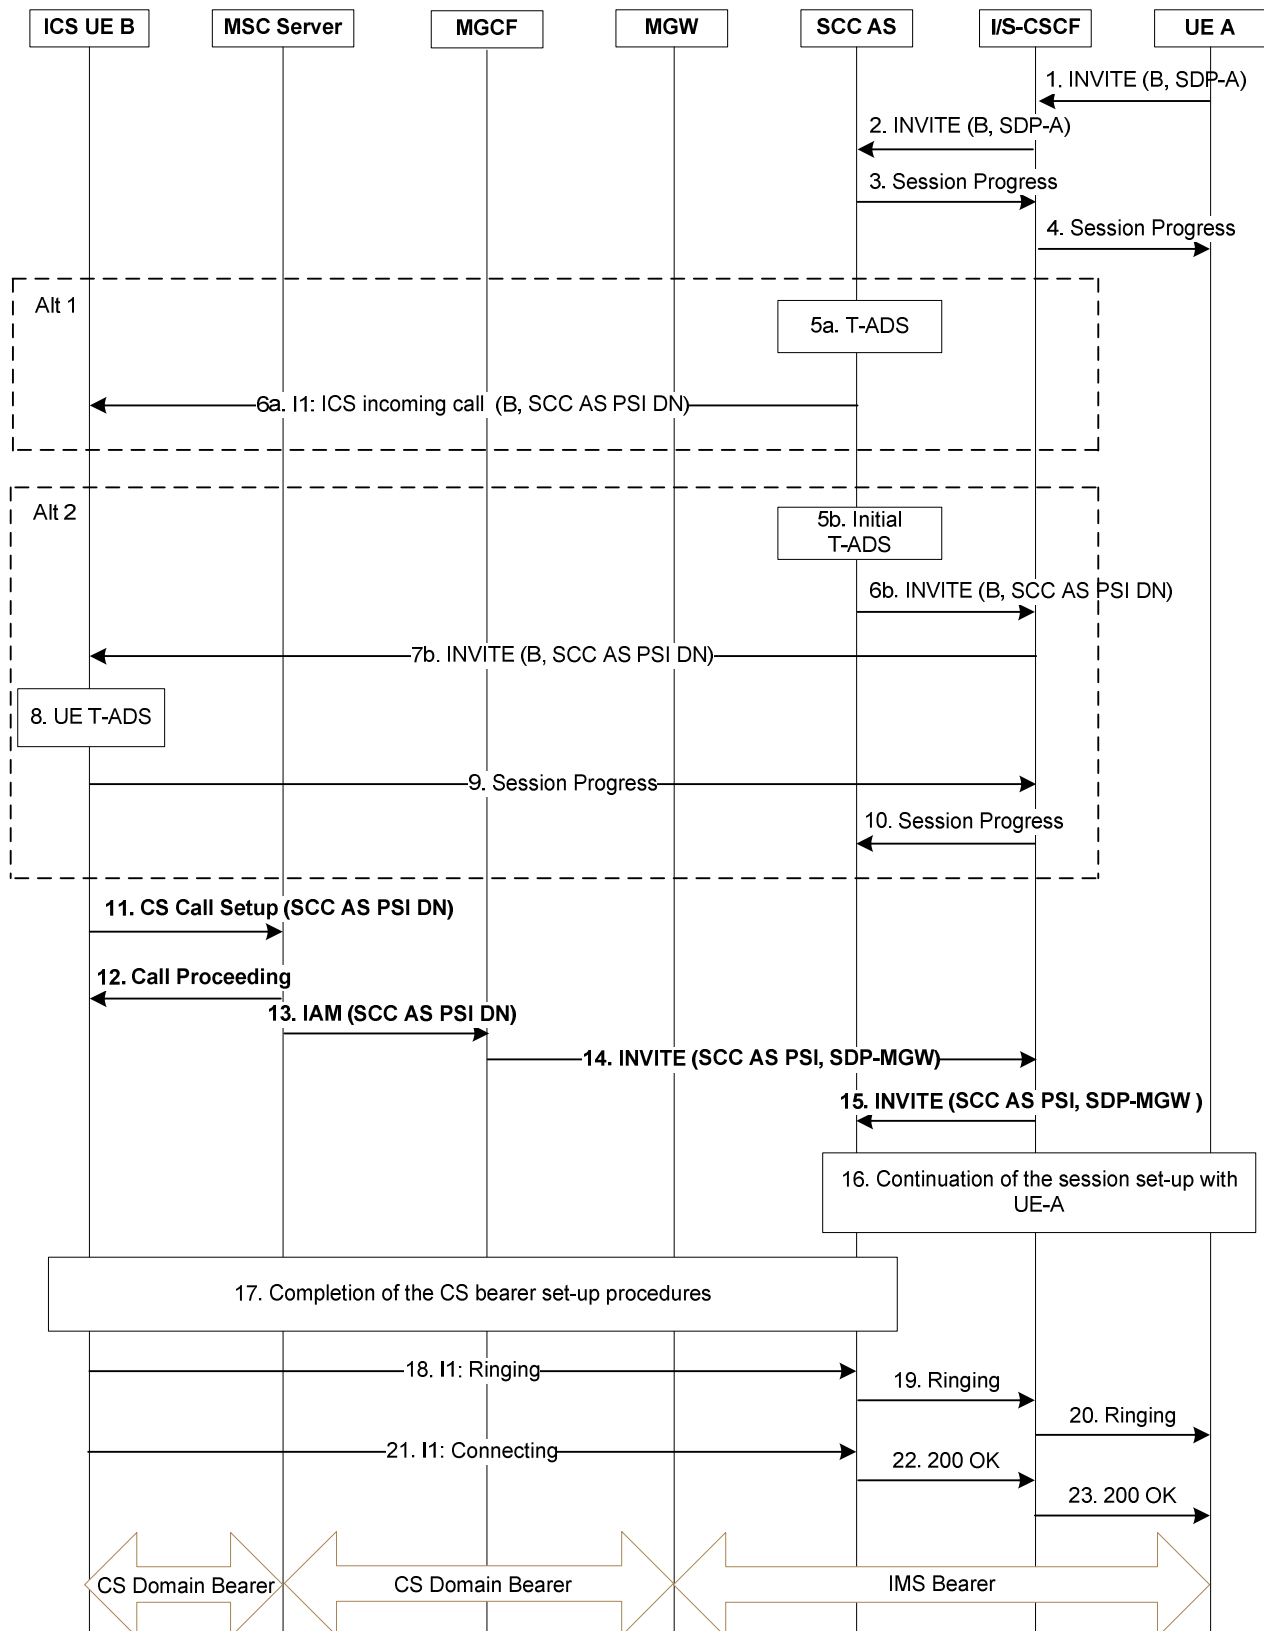 ICS UE B
MSC Server
MGCF
MGW
SCC AS
I/S-CSCF
UE A
1. INVITE (B, SDP-A)
2. INVITE (B, SDP-A)
3. Session Progress
4. Session Progress
Alt 1
5a. T-ADS
6a. I1: ICS incoming call (B, SCC AS PSI DN)
Alt 2
5b. Initial
T-ADS
6b. INVITE (B, SCC AS PSI DN)
7b. INVITE (B, SCC AS PSI DN)
8. UE T-ADS
9. Session Progress
10. Session Progress
11. CS Call Setup (SCC AS PSI DN)
12. Call Proceeding
13. IAM (SCC AS PSI DN)
14. INVITE (SCC AS PSI, SDP-MGW)
15. INVITE (SCC AS PSI, SDP-MGW )
16. Continuation of the session set-up with
UE-A
17. Completion of the CS bearer set-up procedures
18. I1: Ringing
19. Ringing
20. Ringing
21. I1: Connecting
22. 200 OK
23. 200 OK
CS Domain Bearer
CS Domain Bearer
IMS Bearer